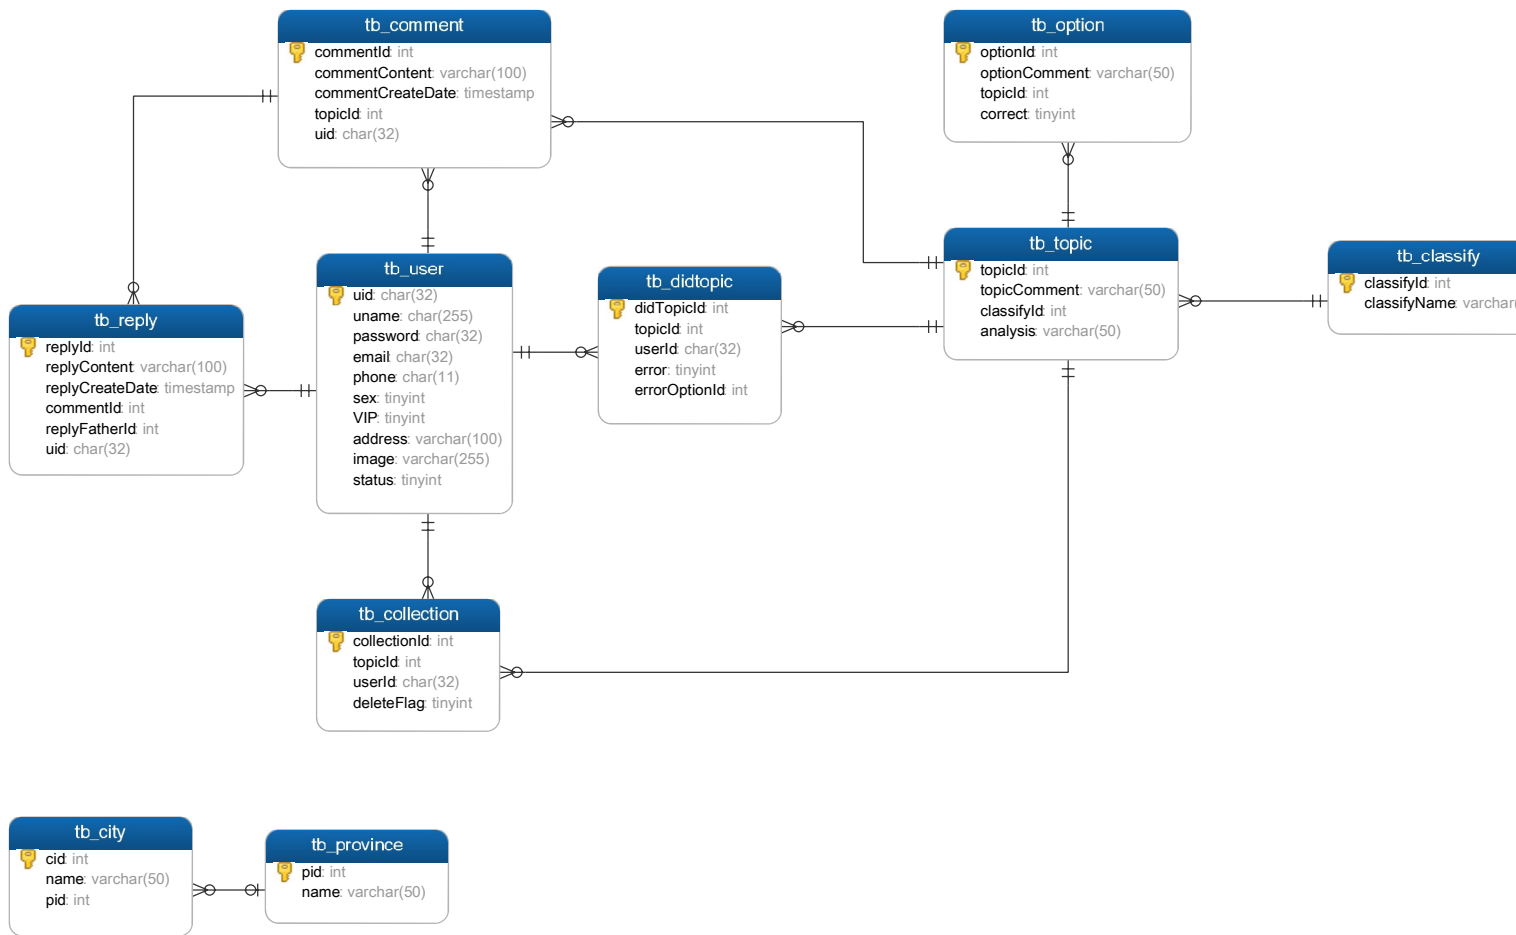 tb_comment
commentId: int
commentContent: varchar(100)
commentCreateDate: timestamp
topicId: int
uid: char(32)
tb_option
optionId: int
optionComment: varchar(50)
topicId: int
correct: tinyint
tb_reply
replyId: int
replyContent: varchar(100)
replyCreateDate: timestamp
commentId: int
replyFatherId: int
uid: char(32)
tb_user
uid: char(32)
uname: char(255)
password: char(32)
email: char(32)
phone: char(11)
sex: tinyint
VIP: tinyint
address: varchar(100)
image: varchar(255)
status: tinyint
tb_didtopic
didTopicId: int
topicId: int
userId: char(32)
error: tinyint
errorOptionId: int
tb_topic
topicId: int
topicComment: varchar(50)
classifyId: int
analysis: varchar(50)
tb_classify
classifyId: int
classifyName: varchar(
tb_collection
collectionId: int
topicId: int
userId: char(32)
deleteFlag: tinyint
tb_city
cid: int
name: varchar(50)
pid: int
tb_province
pid: int
name: varchar(50)